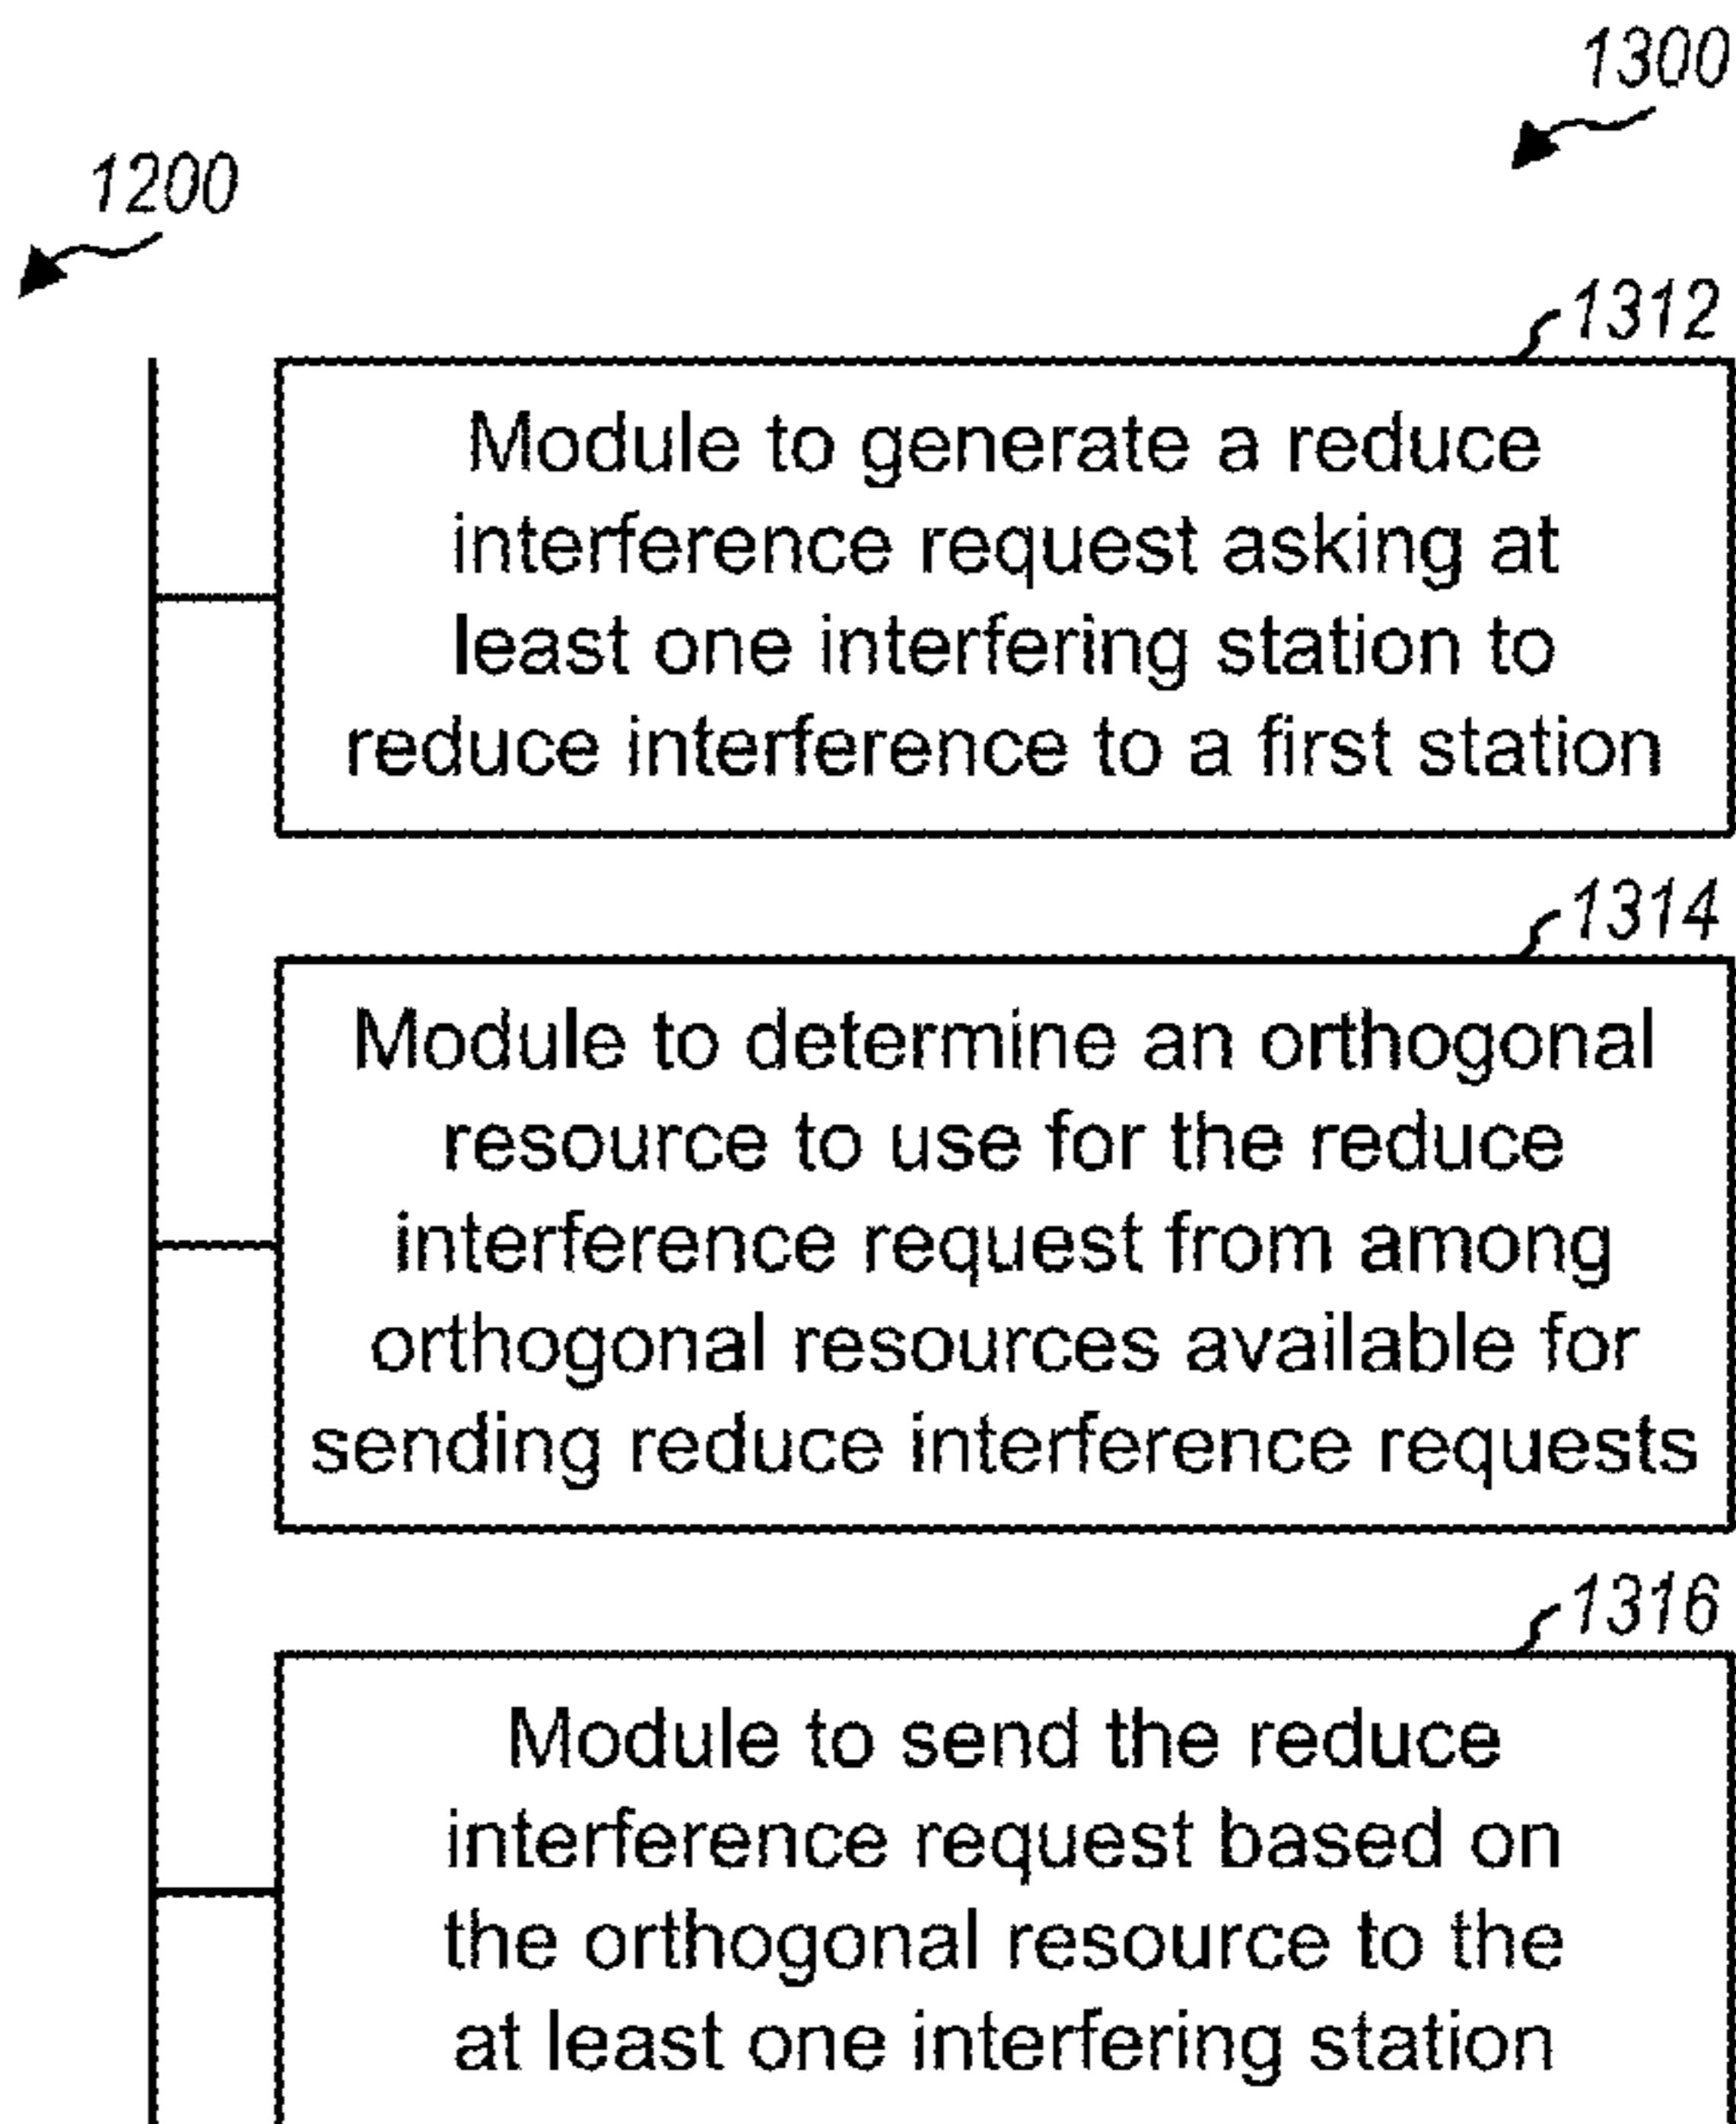 1300
1200
1312
Module to generate a reduce
interference request asking at
least one interfering station to
reduce interference to a first station
1314
Module to determine an orthogonal
resource to use for the reduce
interference request from among
orthogonal resources available for
sending reduce interference requests
1316
Module to send the reduce
interference request based on
the orthogonal resource to the
at least one interfering station